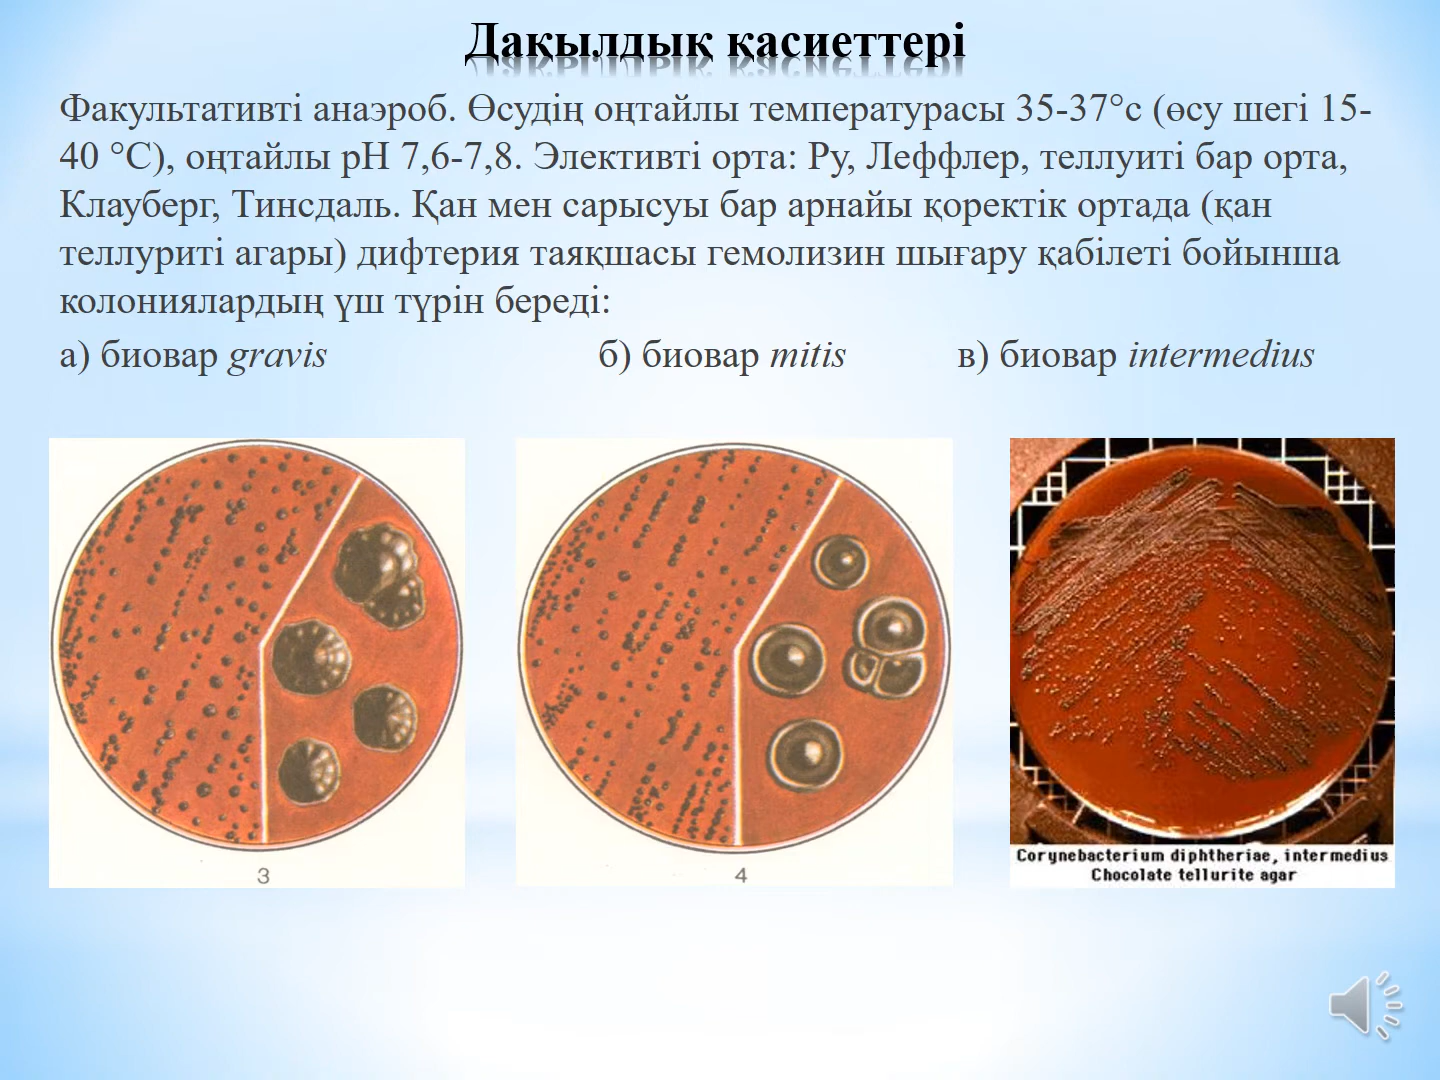 Дақылдық қасиеттері
Факультативті анаэроб. Өсудің оңтайлы температурасы 35-37°с (өсу шегі 15-
40 °С), оңтайлы рН 7,6-7,8. Элективті орта: Ру, Леффлер, теллуиті бар орта,
Клауберг, Тинсдаль. Қан мен сарысуы бар арнайы қоректік ортада (қан
теллуриті агары) дифтерия таяқшасы гемолизин шығару қабілеті бойынша
колониялардың үш түрін береді:
а) биовар gravis б) биовар mitis в) биовар intermedius
3
4
Corynebacterium diphtheriae, intermedius
Chocolate tellurite agar